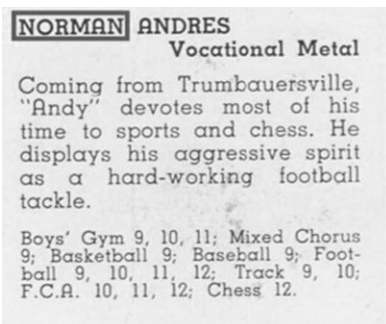 NORMAN ANDRES
Vocational Metal
Coming from Trumbauersville,
"Andy" devotes most of his
time to sports and chess. He
displays his aggressive spirit
as a hard-working football
tackle.
Boys' Gym 9, 10, 11; Mixed Chorus
9; Basketball 9; Baseball 9; Foot-
ball 9, 10, 11, 12; Track 9, 10;
F.C.A. 10, 11, 12; Chess 12.